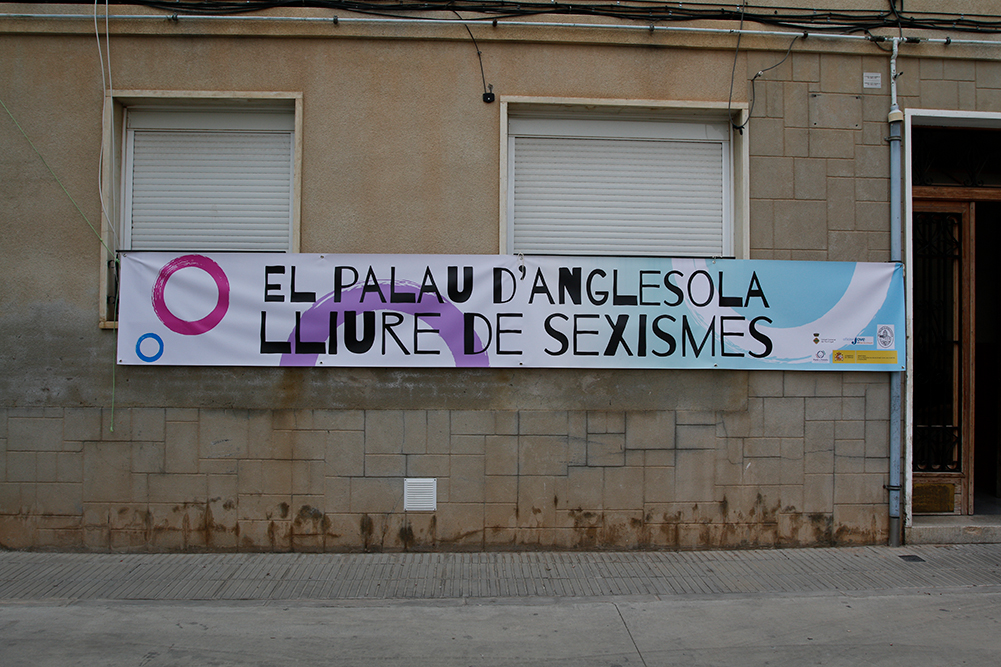 EL PALAU D'ANGLESOLA
LLIURE DE SEXISMES